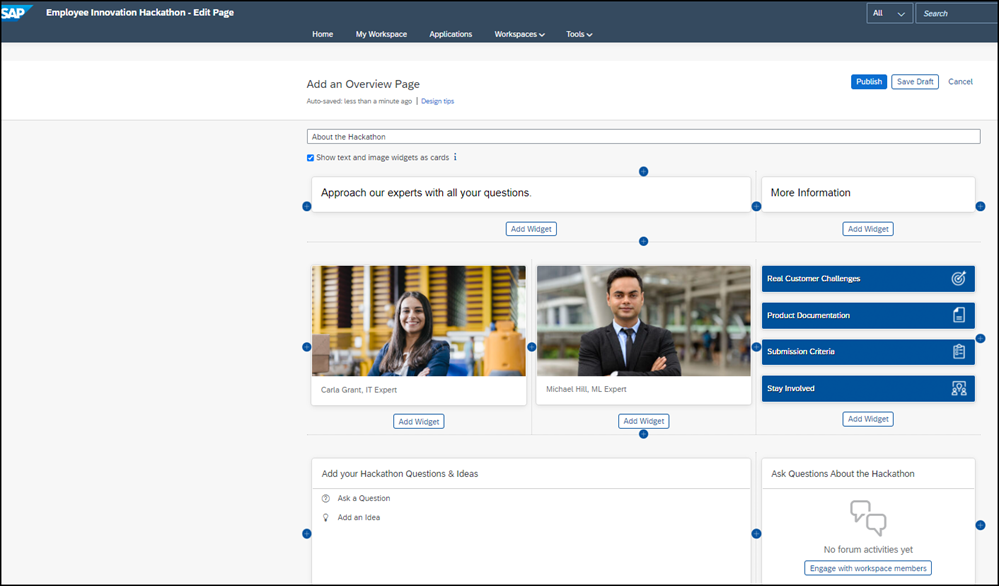 SAP
Employee Innovation Hackathon - Edit Page
All
Search
Home
My Workspace
Applications
Workspaces
Tools
Add an Overview Page
Publish
Save Draft
Cancel
Auto-saved: less than a minute ago | Design tips
About the Hackathon
Show text and image widgets as cards i
Approach our experts with all your questions.
More Information
Add Widget
Add Widget
Real Customer Challenges
Product Documentation
Submission Criteria
Stay Involved
Carla Grant, IT Expert
Michael Hill, ML Expert
Add Widget
Add Widget
Add Widget
Add your Hackathon Questions & Ideas
Ask a Question
Add an Idea
Ask Questions About the Hackathon
No forum activities yet
Engage with workspace members